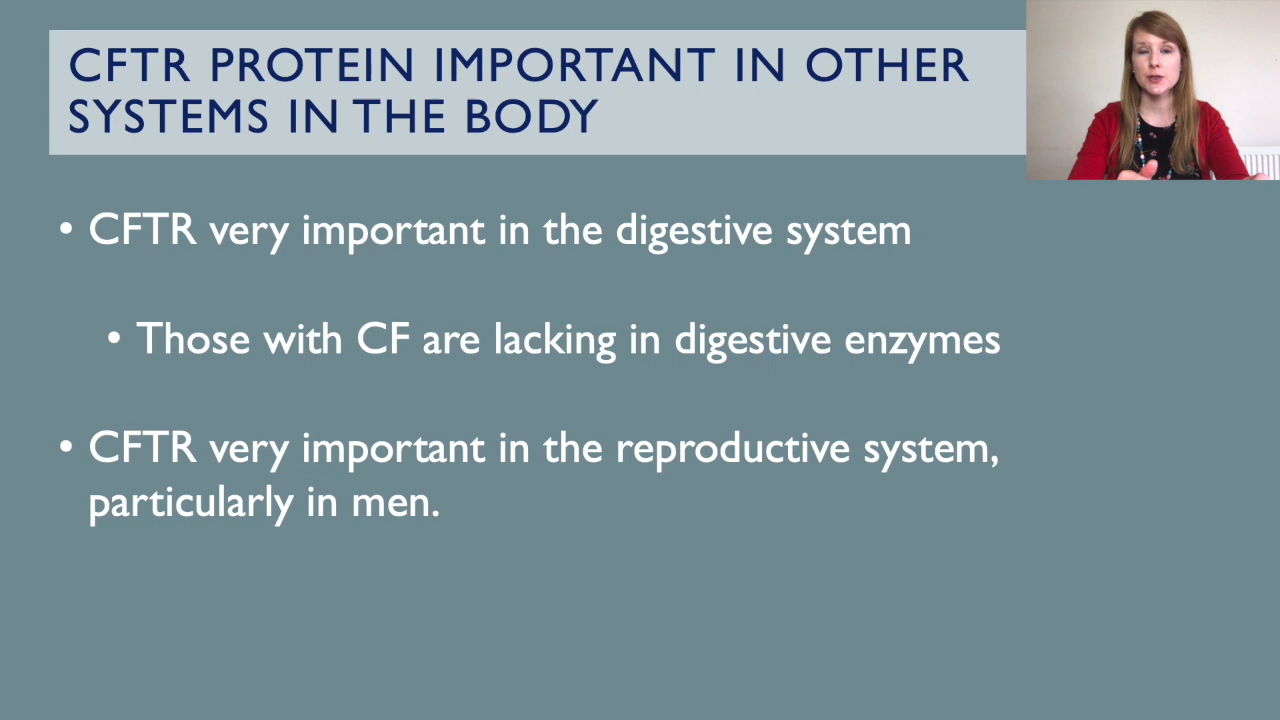 CFTR PROTEIN IMPORTANT IN OTHER
SYSTEMS IN THE BODY
• CFTR very important in the digestive system
• Those with CF are lacking in digestive enzymes
• CFTR very important in the reproductive system,
particularly in men.